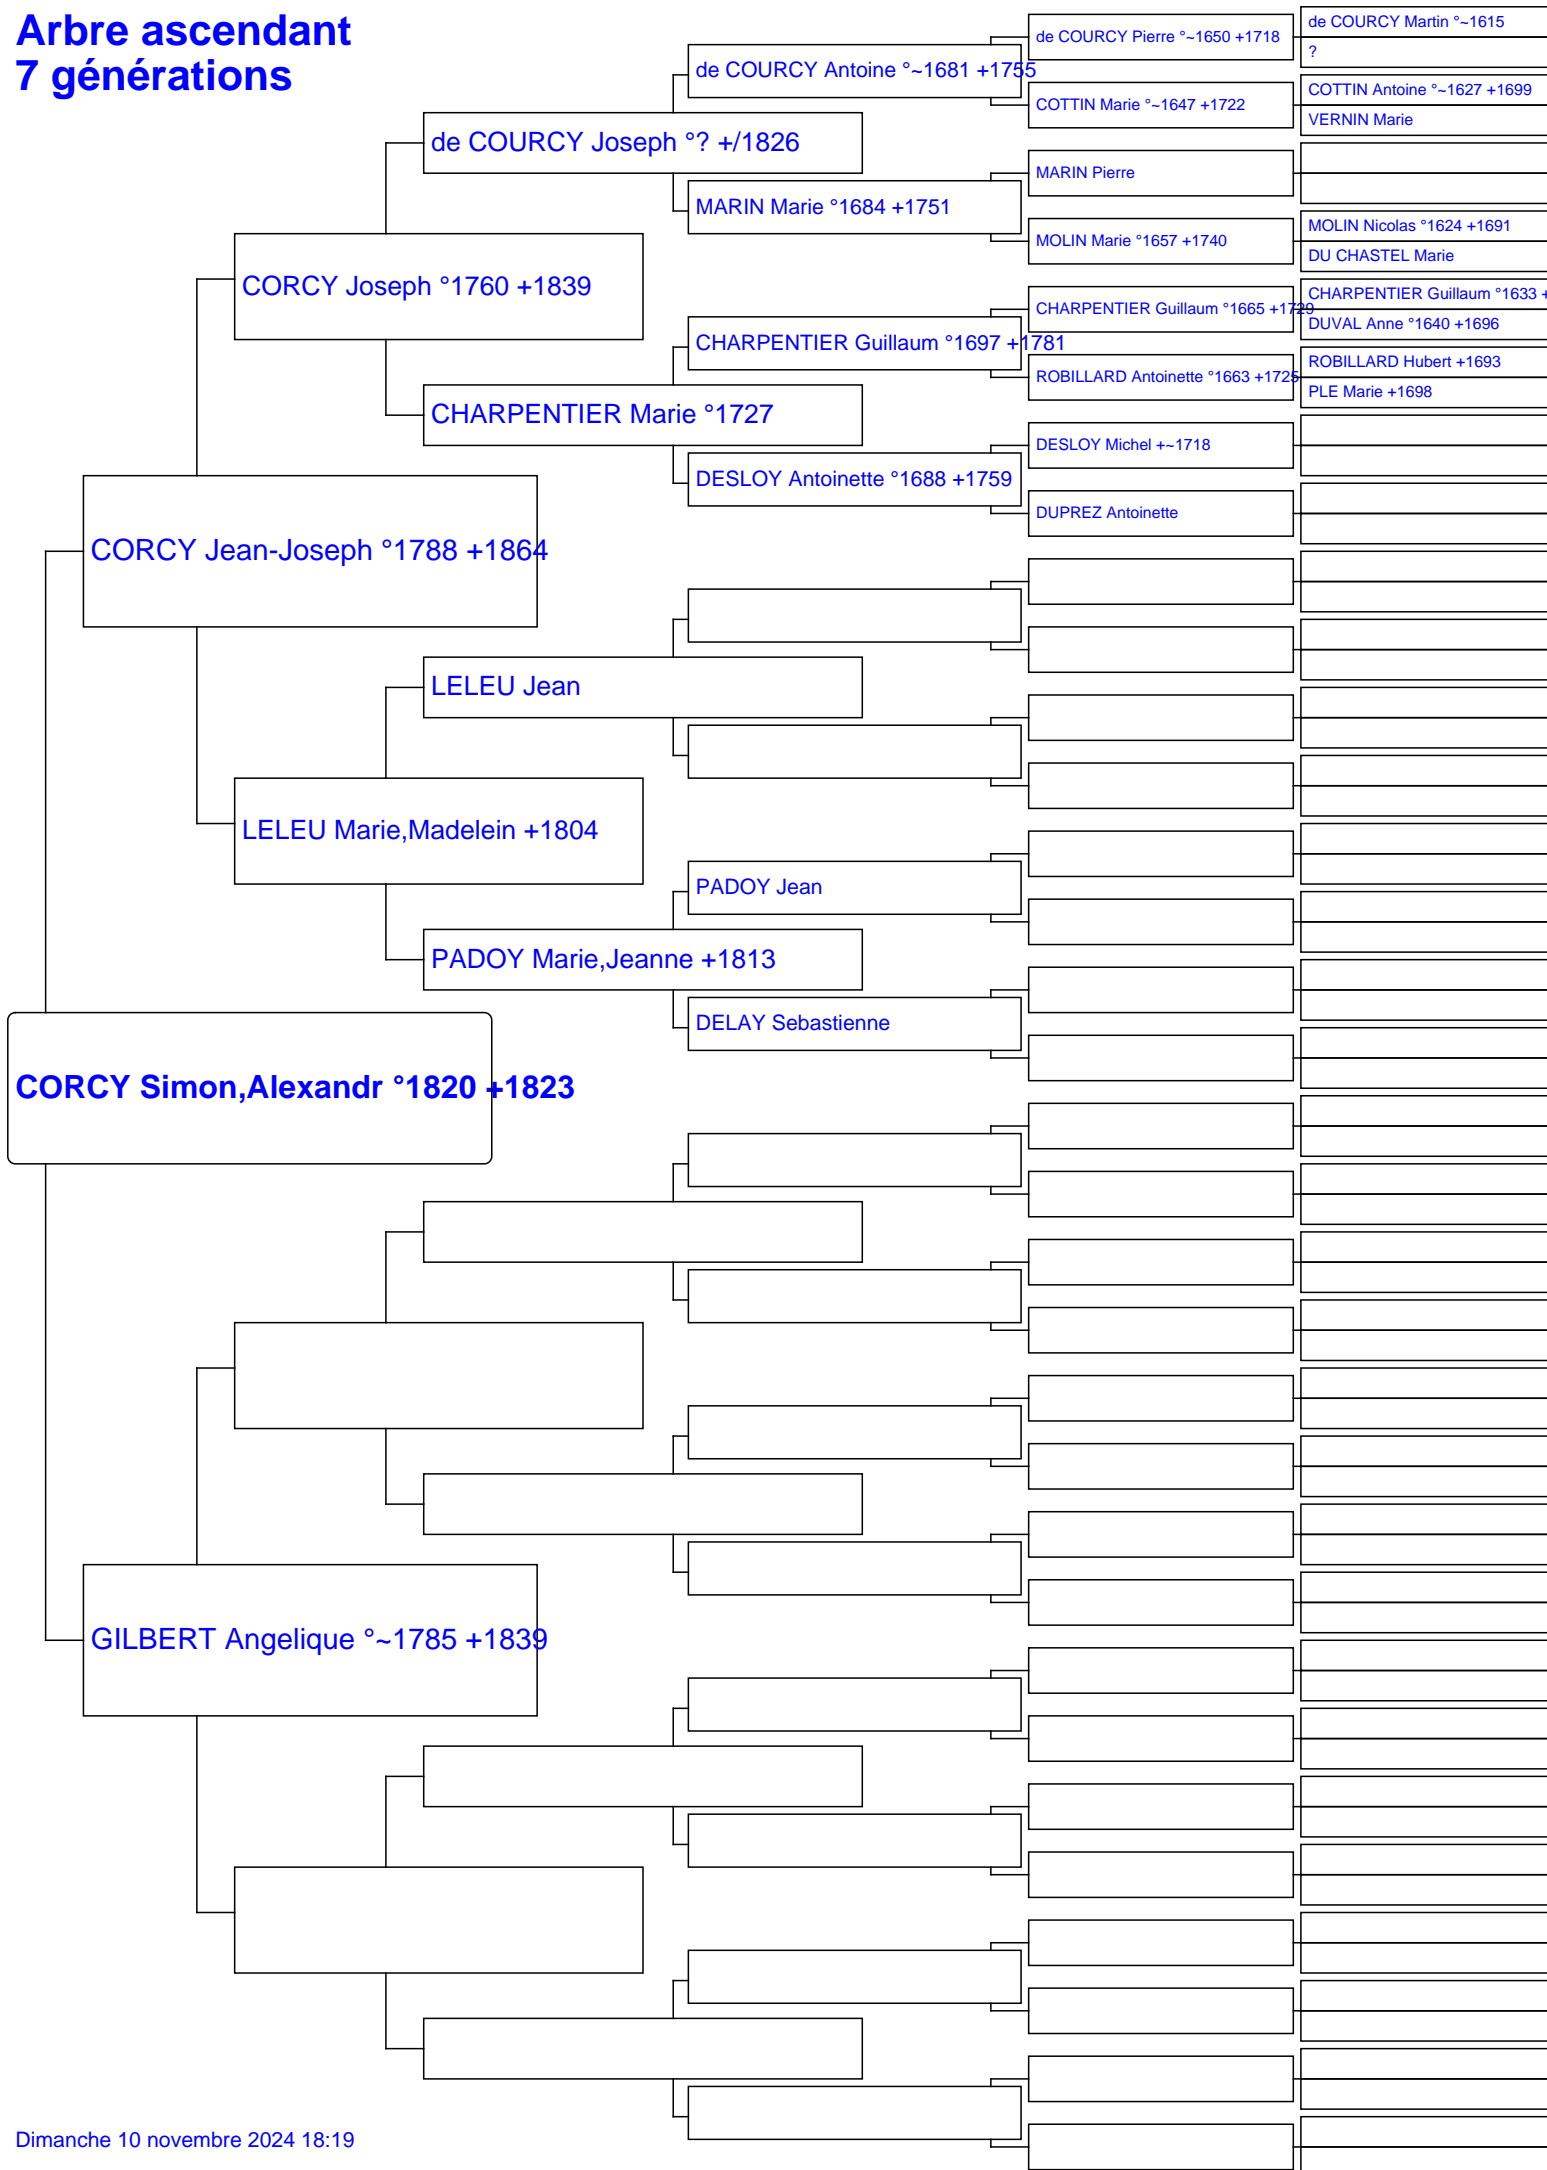 Arbre ascendant
7 générations
de COURCY Martin °~1615
de COURCY Pierre °~1650 +1718
?
de COURCY Antoine °~1681 +1755
COTTIN Antoine °~1627 +1699
COTTIN Marie °~1647 +1722
VERNIN Marie
de COURCY Joseph °? +/1826
MARIN Pierre
MARIN Marie °1684 +1751
MOLIN Nicolas °1624 +1691
MOLIN Marie °1657 +1740
DU CHASTEL Marie
CORCY Joseph °1760 +1839
CHARPENTIER Guillaum °1633 +
CHARPENTIER Guillaum °1665 +1729
DUVAL Anne °1640 +1696
CHARPENTIER Guillaum °1697 +1781
ROBILLARD Hubert +1693
ROBILLARD Antoinette °1663 +1725
PLE Marie +1698
CHARPENTIER Marie °1727
DESLOY Michel +~1718
DESLOY Antoinette °1688 +1759
DUPREZ Antoinette
CORCY Jean-Joseph °1788 +1864
LELEU Jean
LELEU Marie,Madelein +1804
PADOY Jean
PADOY Marie,Jeanne +1813
DELAY Sebastienne
CORCY Simon,Alexandr °1820 +1823
GILBERT Angelique °~1785 +1839
Dimanche 10 novembre 2024 18:19